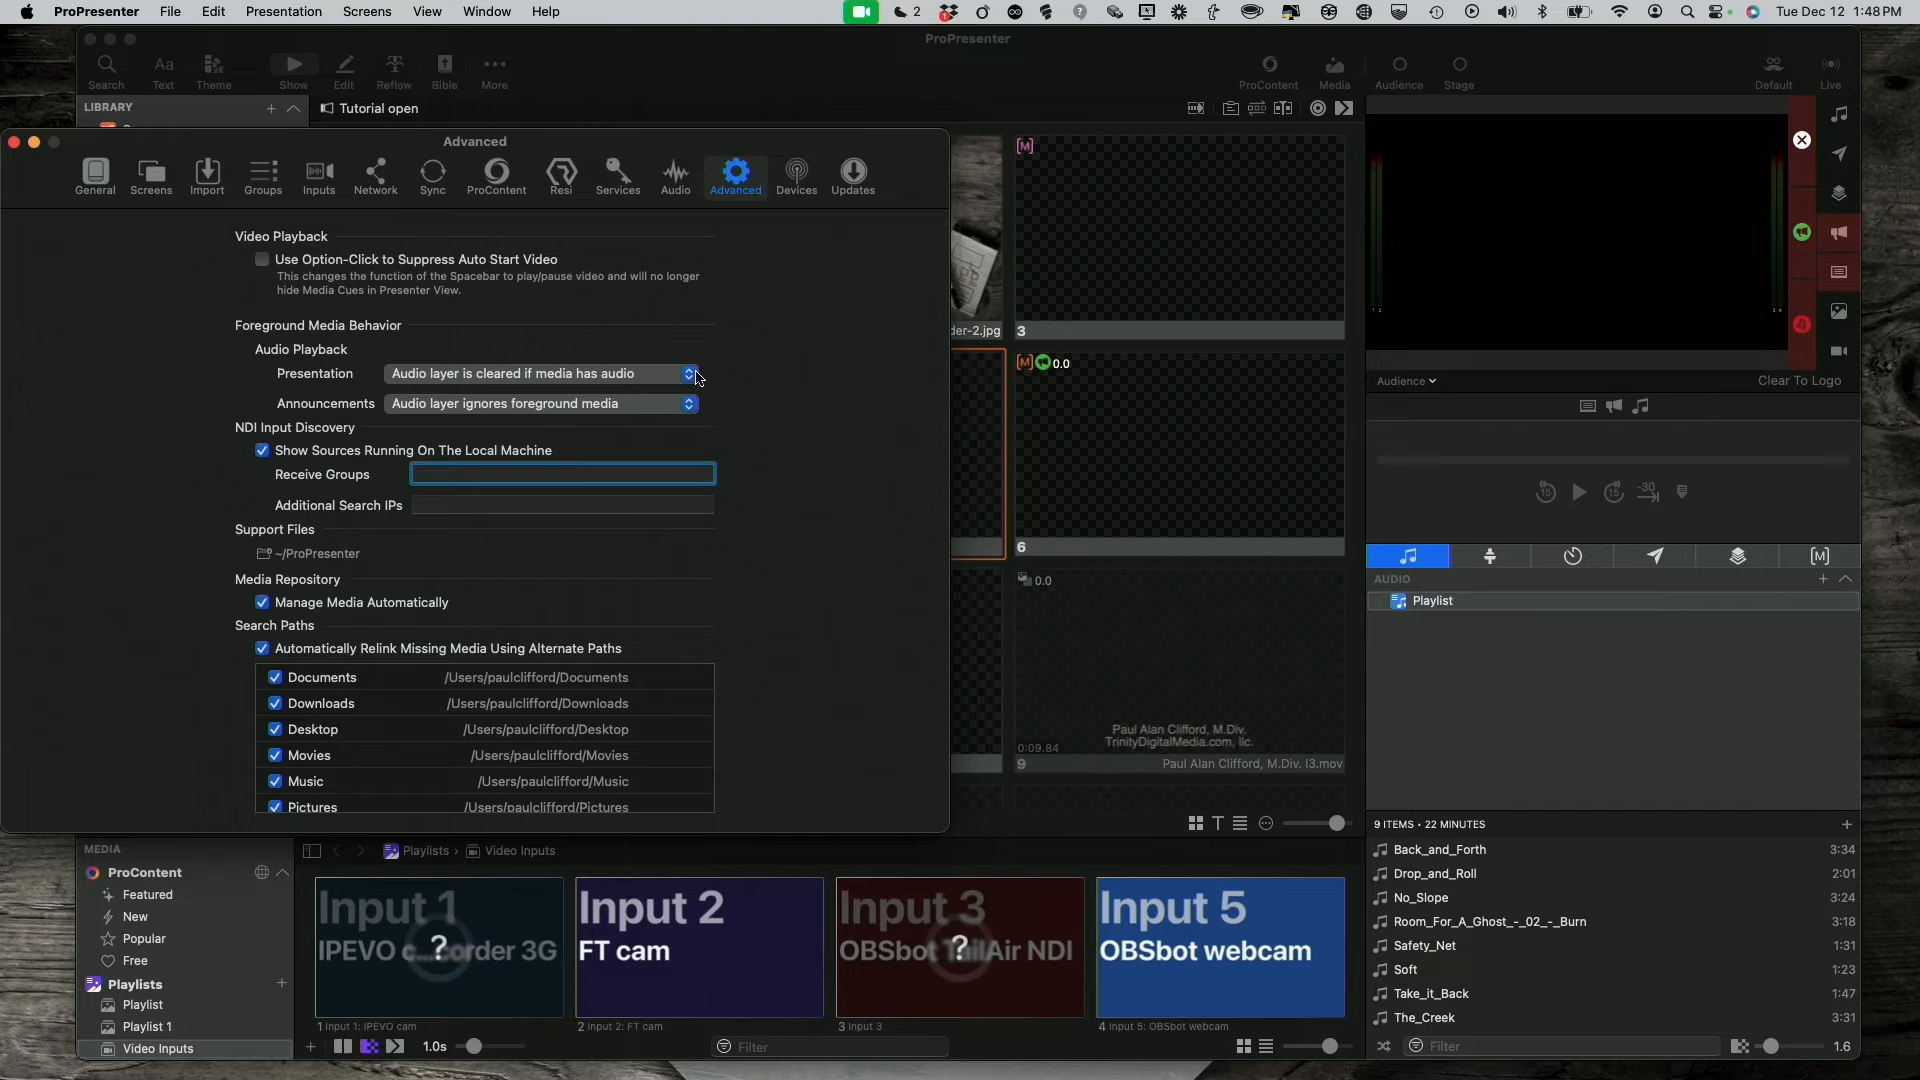 ProPresenter File Edit Presentation Screens View Window Help 2 Tue Dec 12 1:48 PM
ProPresenter
Search Text Theme Show Edit Reflow Bible More ProContent Media Audience Stage Default Live
LIBRARY
Tutorial open
Advanced
General Screens Import Groups Inputs Network Sync ProContent Resi Services Audio Advanced Devices Updates
Video Playback
Use Option-Click to Suppress Auto Start Video
This changes the function of the Spacebar to play/pause video and will no longer
hide Media Cues in Presenter View.
Foreground Media Behavior
Audio Playback
Presentation Audio layer is cleared if media has audio
Announcements Audio layer ignores foreground media
NDI Input Discovery
Show Sources Running On The Local Machine
Receive Groups
Additional Search IPs
Support Files
~/ProPresenter
Media Repository
Manage Media Automatically
Search Paths
Automatically Relink Missing Media Using Alternate Paths
Documents /Users/paulclifford/Documents
Downloads /Users/paulclifford/Downloads
Desktop /Users/paulclifford/Desktop
Movies /Users/paulclifford/Movies
Music /Users/paulclifford/Music
Pictures /Users/paulclifford/Pictures
[M]
der-2.jpg 3
[M] 0.0
6
0.0
Paul Alan Clifford, M.Div.
TrinityDigitalMedia.com, llc.
0:09.84
9 Paul Alan Clifford, M.Div. l3.mov
Audience Clear To Logo
15 15 -30
[M]
AUDIO
Playlist
9 ITEMS • 22 MINUTES
Back_and_Forth 3:34
Drop_and_Roll 2:01
No_Slope 3:24
Room_For_A_Ghost_-_02_-_Burn 3:18
Safety_Net 1:31
Soft 1:23
Take_it_Back 1:47
The_Creek 3:31
Filter 1.6
MEDIA
ProContent
Featured
New
Popular
Free
Playlists
Playlist
Playlist 1
Video Inputs
Playlists › Video Inputs
Input 1
IPEVO c...order 3G
?
1 Input 1: IPEVO cam
Input 2
FT cam
2 Input 2: FT cam
Input 3
OBSbot TailAir NDI
?
3 Input 3
Input 5
OBSbot webcam
4 Input 5: OBSbot webcam
1.0s Filter